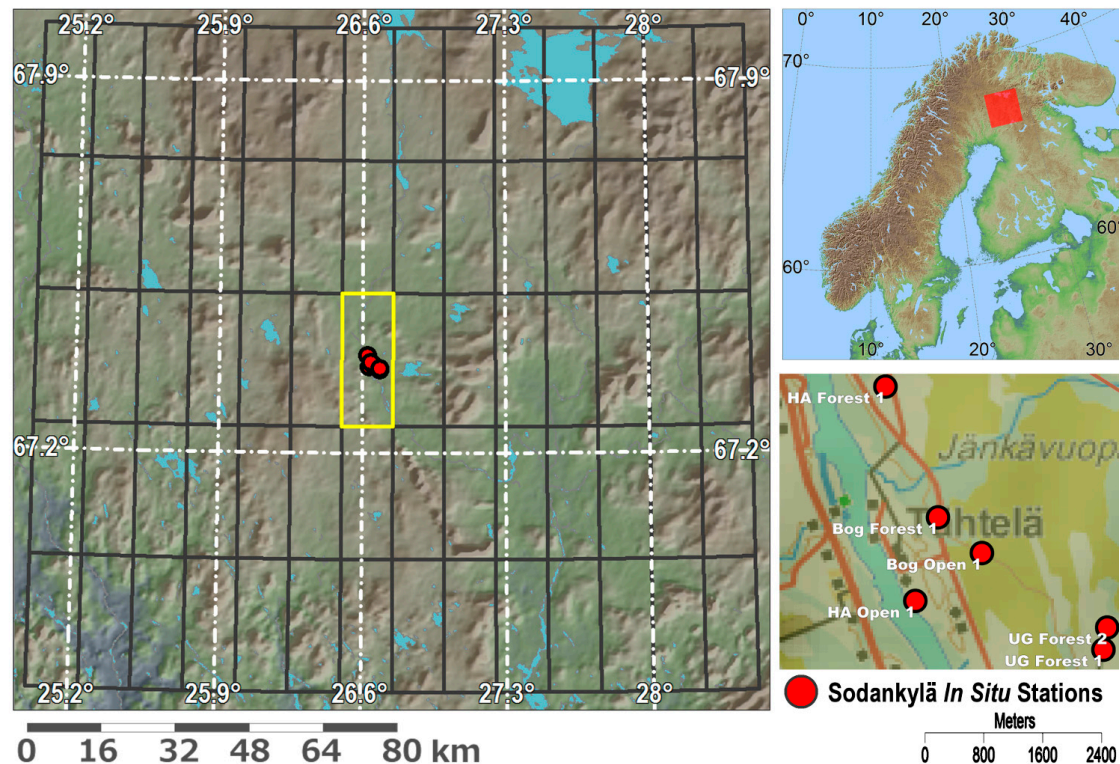 25.2° 25.9° 26.6° 27.3° 28°
67.9° 67.9°
67.2° 67.2°
25.2° 25.9° 26.6° 27.3° 28°
0 16 32 48 64 80 km
0° 10° 20° 30° 40°
70°
60°
60°
10° 20° 30°
HA Forest 1
Jänkävuop
Bog Forest 1
htelä
Bog Open 1
HA Open 1
UG Forest 2
UG Forest 1
Sodankylä In Situ Stations
Meters
0 800 1600 2400